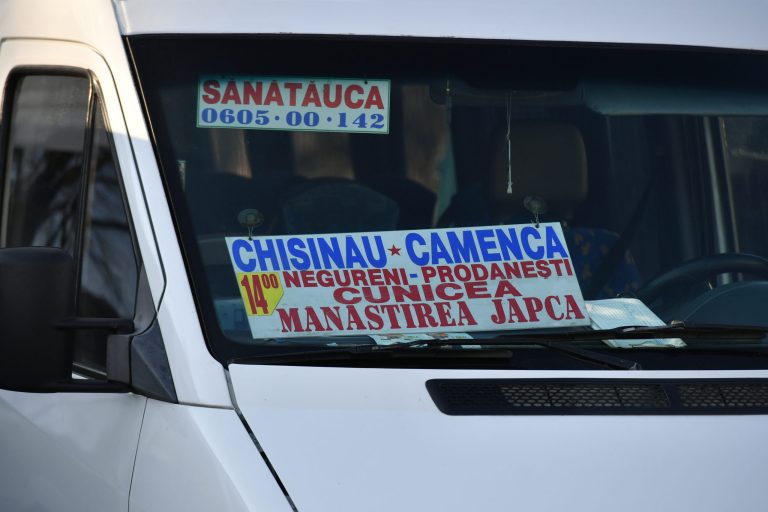 SĂNĂTĂUCA
0605·00·142
CHISINAU ★ CAMENCA
14⁰⁰ NEGURENI-PRODANESTI
CUNICEA
MANASTIREA JAPCA